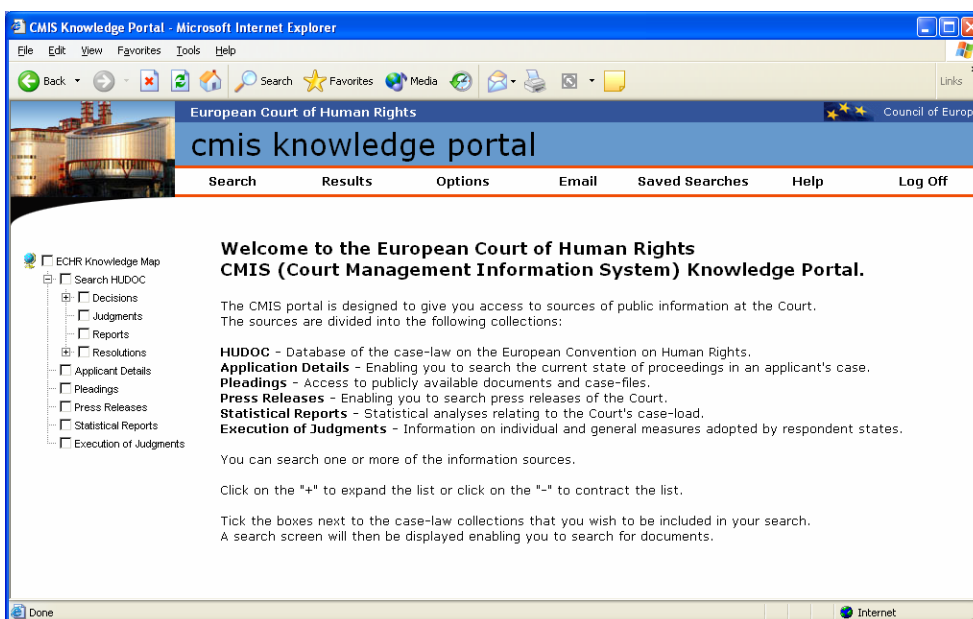 CMIS Knowledge Portal - Microsoft Internet Explorer
File Edit View Favorites Tools Help
Back Search Favorites Media Links
European Court of Human Rights Council of Europ
cmis knowledge portal
Search Results Options Email Saved Searches Help Log Off
ECHR Knowledge Map
Search HUDOC
Decisions
Judgments
Reports
Resolutions
Applicant Details
Pleadings
Press Releases
Statistical Reports
Execution of Judgments
Welcome to the European Court of Human Rights
CMIS (Court Management Information System) Knowledge Portal.
The CMIS portal is designed to give you access to sources of public information at the Court.
The sources are divided into the following collections:
HUDOC - Database of the case-law on the European Convention on Human Rights.
Application Details - Enabling you to search the current state of proceedings in an applicant's case.
Pleadings - Access to publicly available documents and case-files.
Press Releases - Enabling you to search press releases of the Court.
Statistical Reports - Statistical analyses relating to the Court's case-load.
Execution of Judgments - Information on individual and general measures adopted by respondent states.
You can search one or more of the information sources.
Click on the "+" to expand the list or click on the "-" to contract the list.
Tick the boxes next to the case-law collections that you wish to be included in your search.
A search screen will then be displayed enabling you to search for documents.
Done Internet